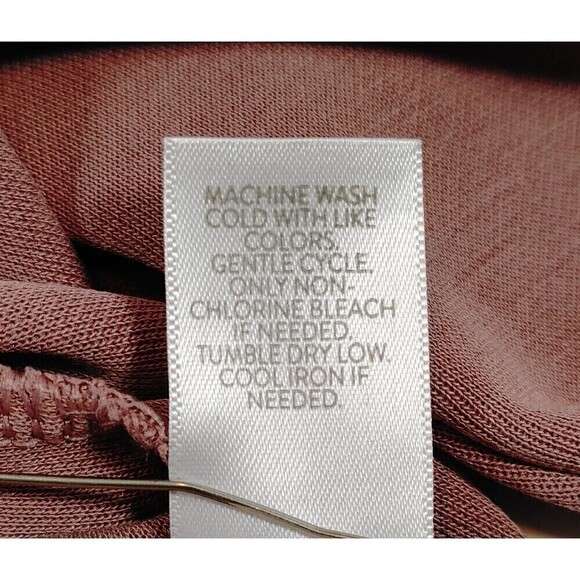 MACHINE WASH
COLD WITH LIKE
COLORS.
GENTLE CYCLE.
ONLY NON-
CHLORINE BLEACH
IF NEEDED.
TUMBLE DRY LOW.
COOL IRON IF
NEEDED.